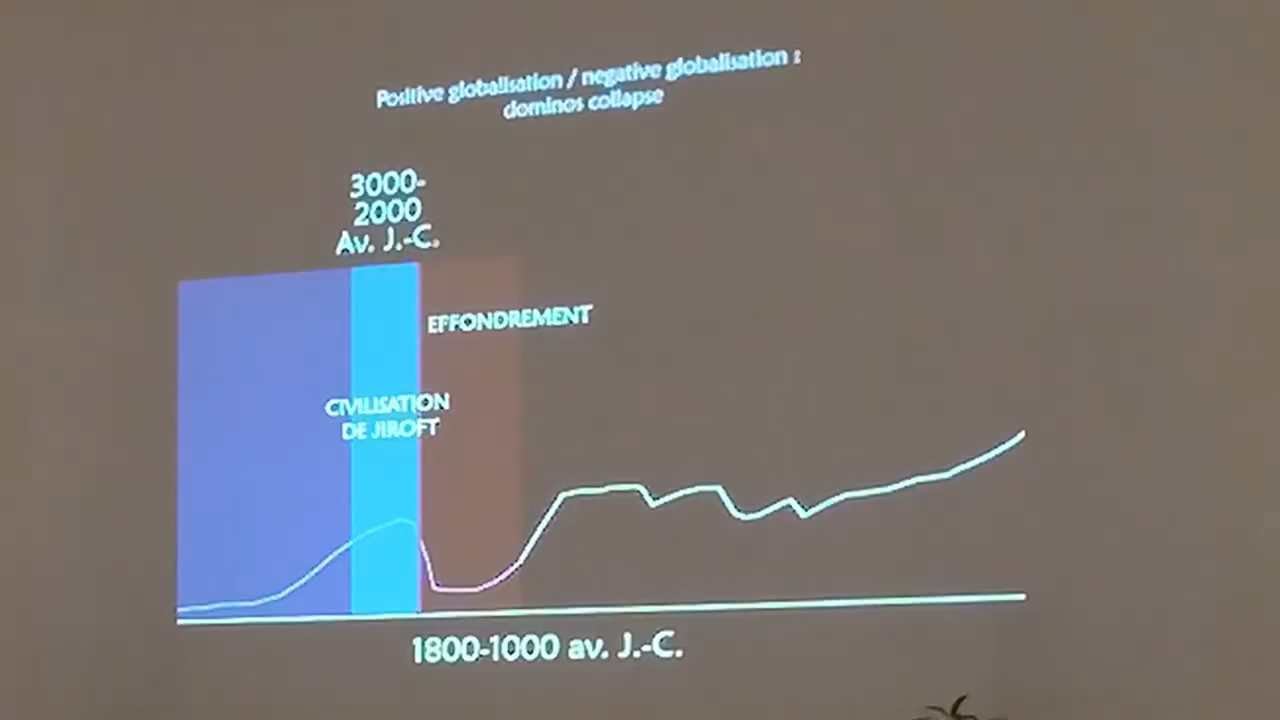 Positive globalisation / negative globalisation :
dominos collapse
3000-
2000
Av. J.-C.
EFFONDREMENT
CIVILISATION
DE JIROFT
1800-1000 av. J.-C.